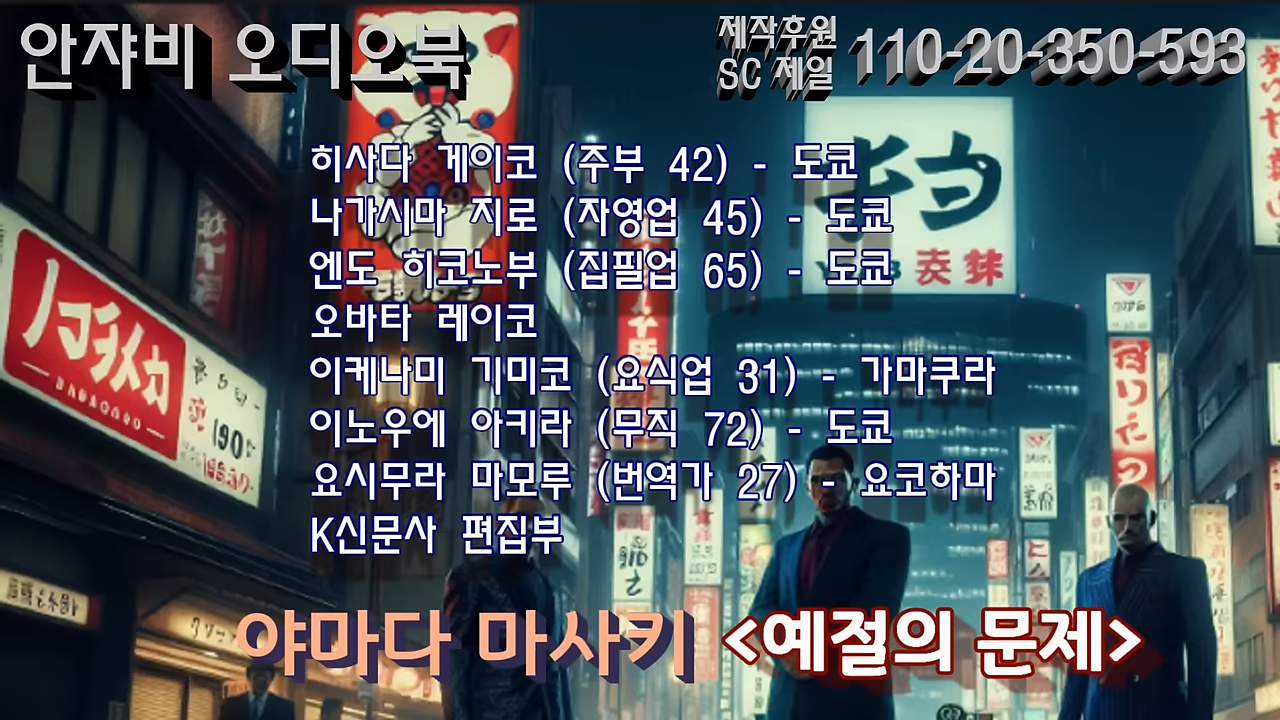 안쟈비 오디오북
제작후원
SC 제일
110-20-350-593
히사다 게이코 (주부 42) - 도쿄
나가시마 지로 (자영업 45) - 도쿄
엔도 히코노부 (집필업 65) - 도쿄
오바타 레이코
이케나미 기미코 (요식업 31) - 가마쿠라
이노우에 아키라 (무직 72) - 도쿄
요시무라 마모루 (번역가 27) - 요코하마
K신문사 편집부
야마다 마사키 <예절의 문제>